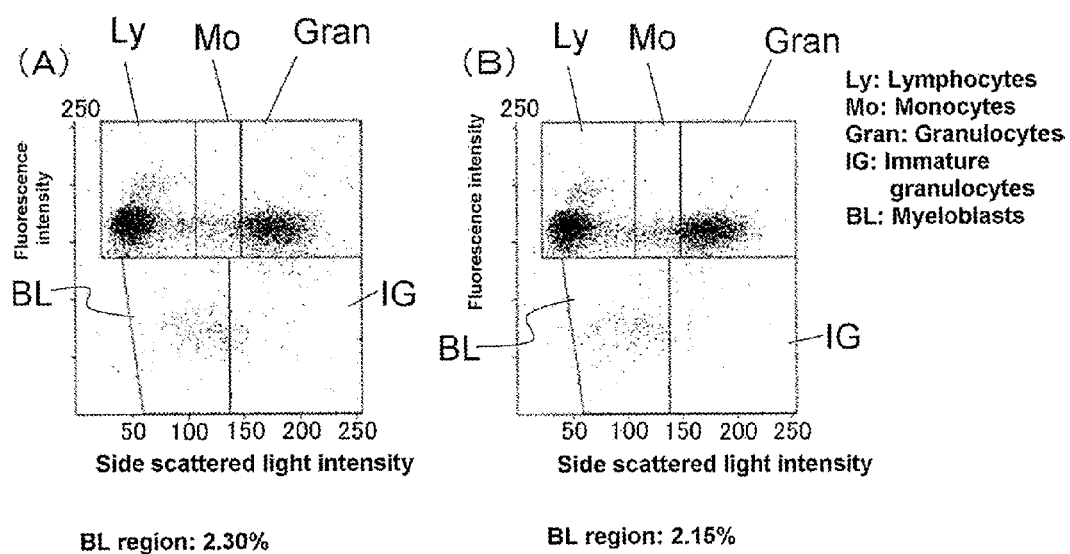 (A)
Ly
Mo
Gran
250
Fluorescence
intensity
BL
IG
50
100
150
200
250
Side scattered light intensity
BL region: 2.30%
(B)
Ly
Mo
Gran
250
Fluorescence intensity
BL
IG
50
100
150
200
250
Side scattered light intensity
BL region: 2.15%
Ly: Lymphocytes
Mo: Monocytes
Gran: Granulocytes
IG: Immature
granulocytes
BL: Myeloblasts